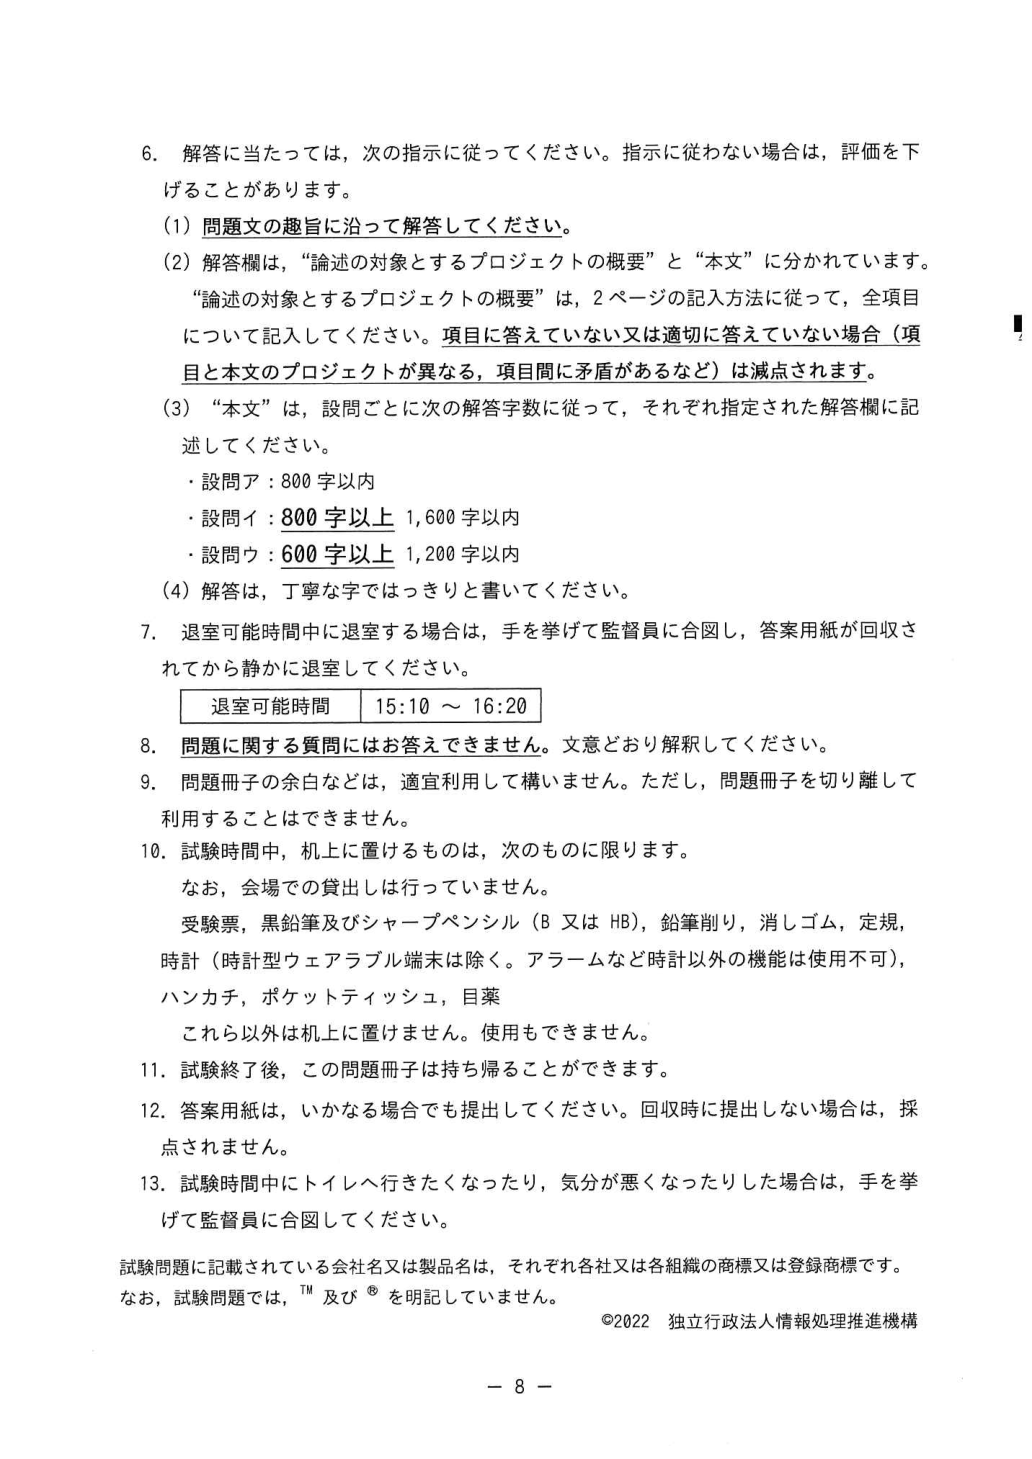 6. 解答に当たっては，次の指示に従ってください。指示に従わない場合は，評価を下
げることがあります。
(1) 問題文の趣旨に沿って解答してください。
(2) 解答欄は，“論述の対象とするプロジェクトの概要”と“本文”に分かれています。
“論述の対象とするプロジェクトの概要”は，2 ページの記入方法に従って，全項目
について記入してください。項目に答えていない又は適切に答えていない場合（項
目と本文のプロジェクトが異なる，項目間に矛盾があるなど）は減点されます。
(3) “本文”は，設問ごとに次の解答字数に従って，それぞれ指定された解答欄に記
述してください。
・設問ア：800 字以内
・設問イ：800 字以上 1,600 字以内
・設問ウ：600 字以上 1,200 字以内
(4) 解答は，丁寧な字ではっきりと書いてください。
7. 退室可能時間中に退室する場合は，手を挙げて監督員に合図し，答案用紙が回収さ
れてから静かに退室してください。
退室可能時間 15:10 ～ 16:20
8. 問題に関する質問にはお答えできません。文意どおり解釈してください。
9. 問題冊子の余白などは，適宜利用して構いません。ただし，問題冊子を切り離して
利用することはできません。
10. 試験時間中，机上に置けるものは，次のものに限ります。
なお，会場での貸出しは行っていません。
受験票，黒鉛筆及びシャープペンシル（B 又は HB），鉛筆削り，消しゴム，定規，
時計（時計型ウェアラブル端末は除く。アラームなど時計以外の機能は使用不可），
ハンカチ，ポケットティッシュ，目薬
これら以外は机上に置けません。使用もできません。
11. 試験終了後，この問題冊子は持ち帰ることができます。
12. 答案用紙は，いかなる場合でも提出してください。回収時に提出しない場合は，採
点されません。
13. 試験時間中にトイレへ行きたくなったり，気分が悪くなったりした場合は，手を挙
げて監督員に合図してください。
試験問題に記載されている会社名又は製品名は，それぞれ各社又は各組織の商標又は登録商標です。
なお，試験問題では，™ 及び ® を明記していません。
©2022 独立行政法人情報処理推進機構
― 8 ―